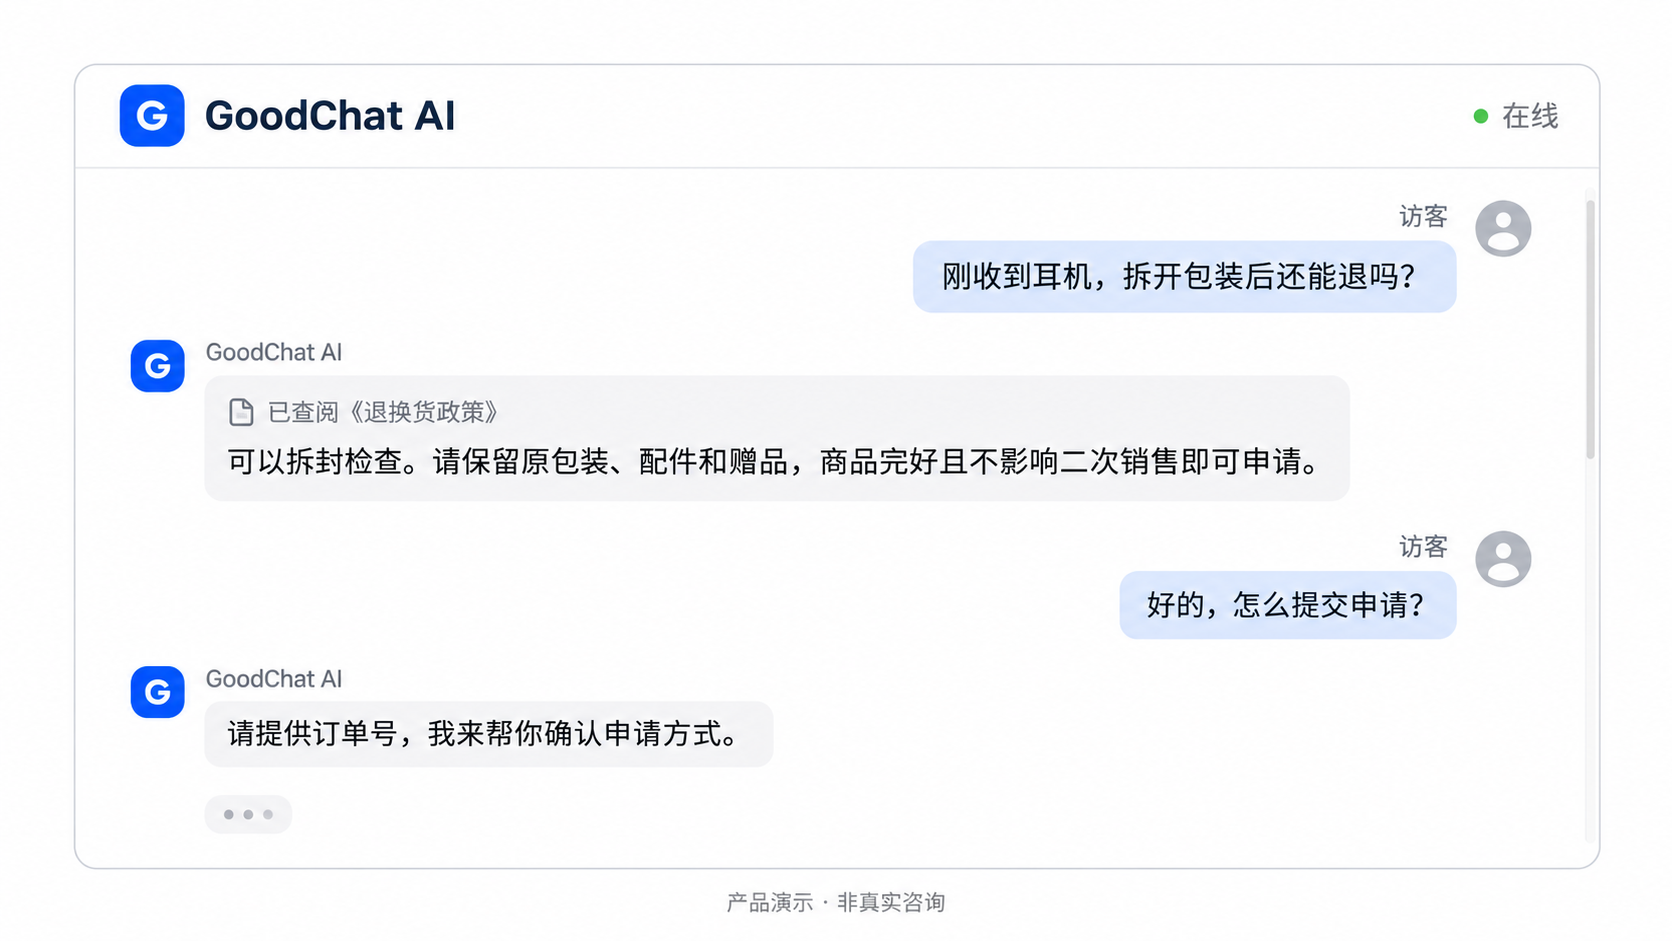 G GoodChat AI
在线
访客
刚收到耳机，拆开包装后还能退吗？
G GoodChat AI
已查阅《退换货政策》
可以拆封检查。请保留原包装、配件和赠品，商品完好且不影响二次销售即可申请。
访客
好的，怎么提交申请？
G GoodChat AI
请提供订单号，我来帮你确认申请方式。
产品演示 · 非真实咨询